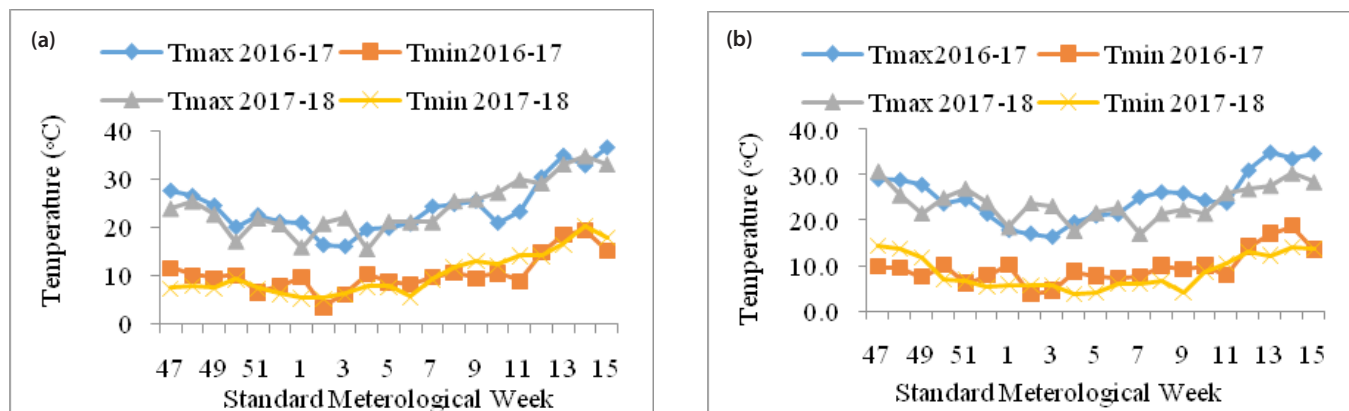 (a)
Tmax 2016-17 Tmin2016-17
Tmax 2017-18 Tmin 2017-18
Temperature (◦C)
40
30
20
10
0
47 49 51 1 3 5 7 9 11 13 15
Standard Meterological Week
(b)
Tmax2016-17 Tmin 2016-17
Tmax 2017-18 Tmin 2017-18
Temperature (◦C)
40.0
30.0
20.0
10.0
0.0
47 49 51 1 3 5 7 9 11 13 15
Standard Meterological Week